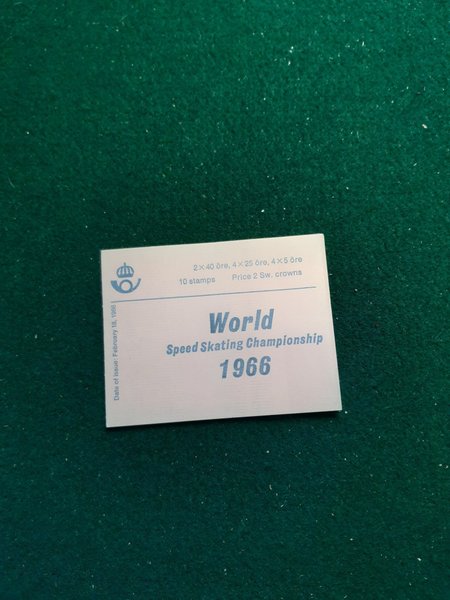 2×40 öre, 4×25 öre, 4×5 öre
10 stamps Price 2 Sw. crowns
World
Speed Skating Championship
1966
Date of issue: February 18, 1966